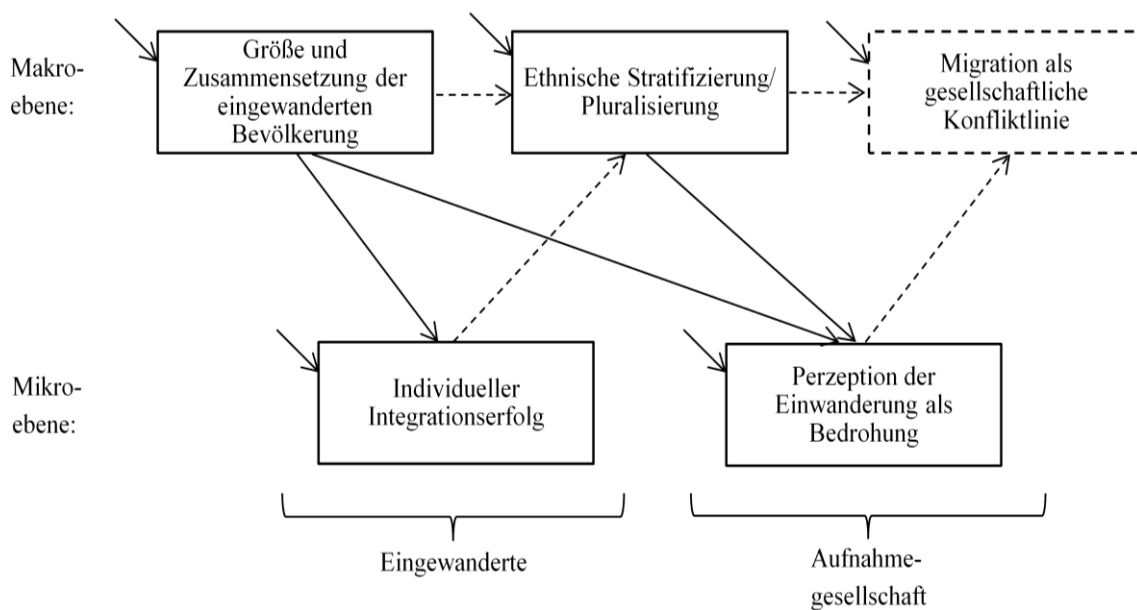 Makro-
ebene:
Größe und
Zusammensetzung der
eingewanderten
Bevölkerung
Ethnische Stratifizierung/
Pluralisierung
Migration als
gesellschaftliche
Konfliktlinie
Mikro-
ebene:
Individueller
Integrationserfolg
Perzeption der
Einwanderung als
Bedrohung
Eingewanderte
Aufnahme-
gesellschaft